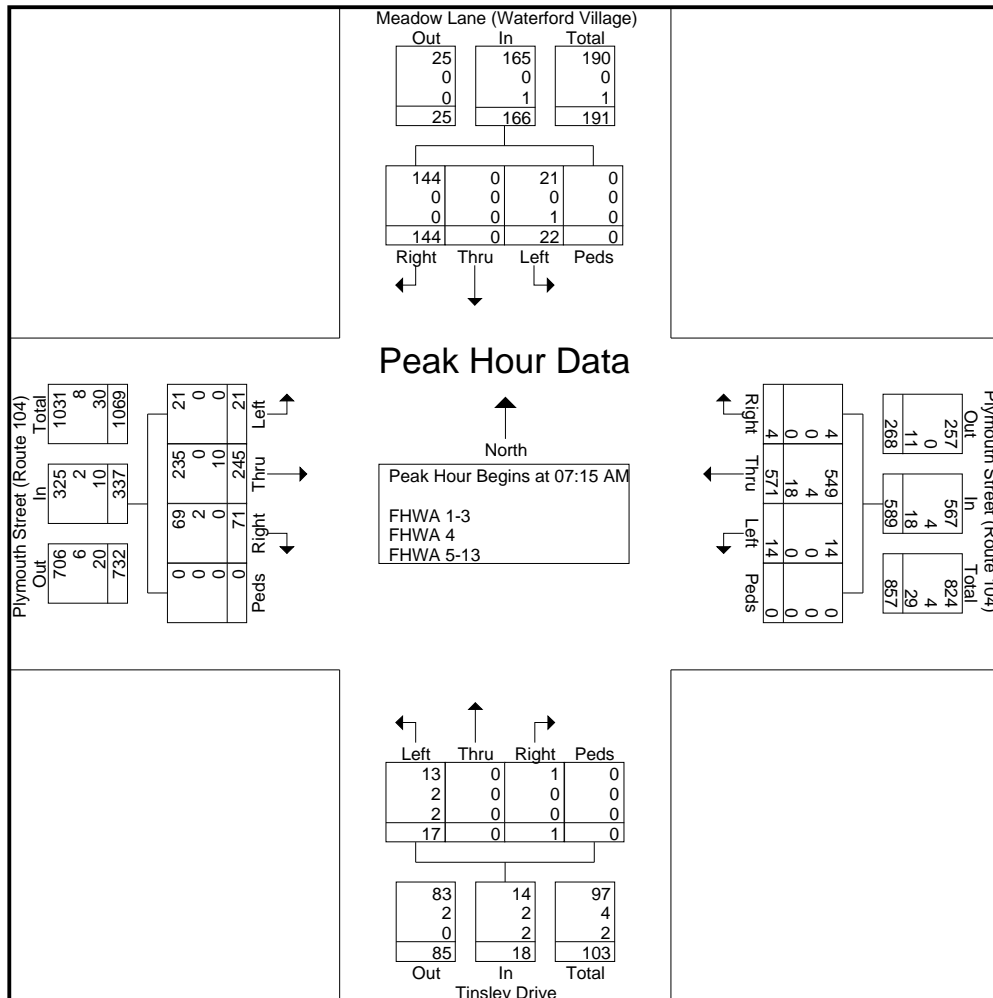 Meadow Lane (Waterford Village)
Out In Total
25 165 190
0 0 0
0 1 1
25 166 191
144 0 21 0
0 0 0 0
0 0 1 0
144 0 22 0
Right Thru Left Peds
Peak Hour Data
North
Peak Hour Begins at 07:15 AM
FHWA 1-3
FHWA 4
FHWA 5-13
Plymouth Street (Route 104)
Out In Total
706 325 1031
6 2 8
20 10 30
732 337 1069
Peds Right Thru Left
0 69 235 21
0 2 0 0
0 0 10 0
0 71 245 21
Plymouth Street (Route 104)
Out In Total
257 567 824
0 4 4
11 18 29
268 589 857
Right Thru Left Peds
4 549 14 0
0 4 0 0
0 18 0 0
4 571 14 0
Left Thru Right Peds
13 0 1 0
2 0 0 0
2 0 0 0
17 0 1 0
83 14 97
2 2 4
0 2 2
85 18 103
Out In Total
Tinsley Drive